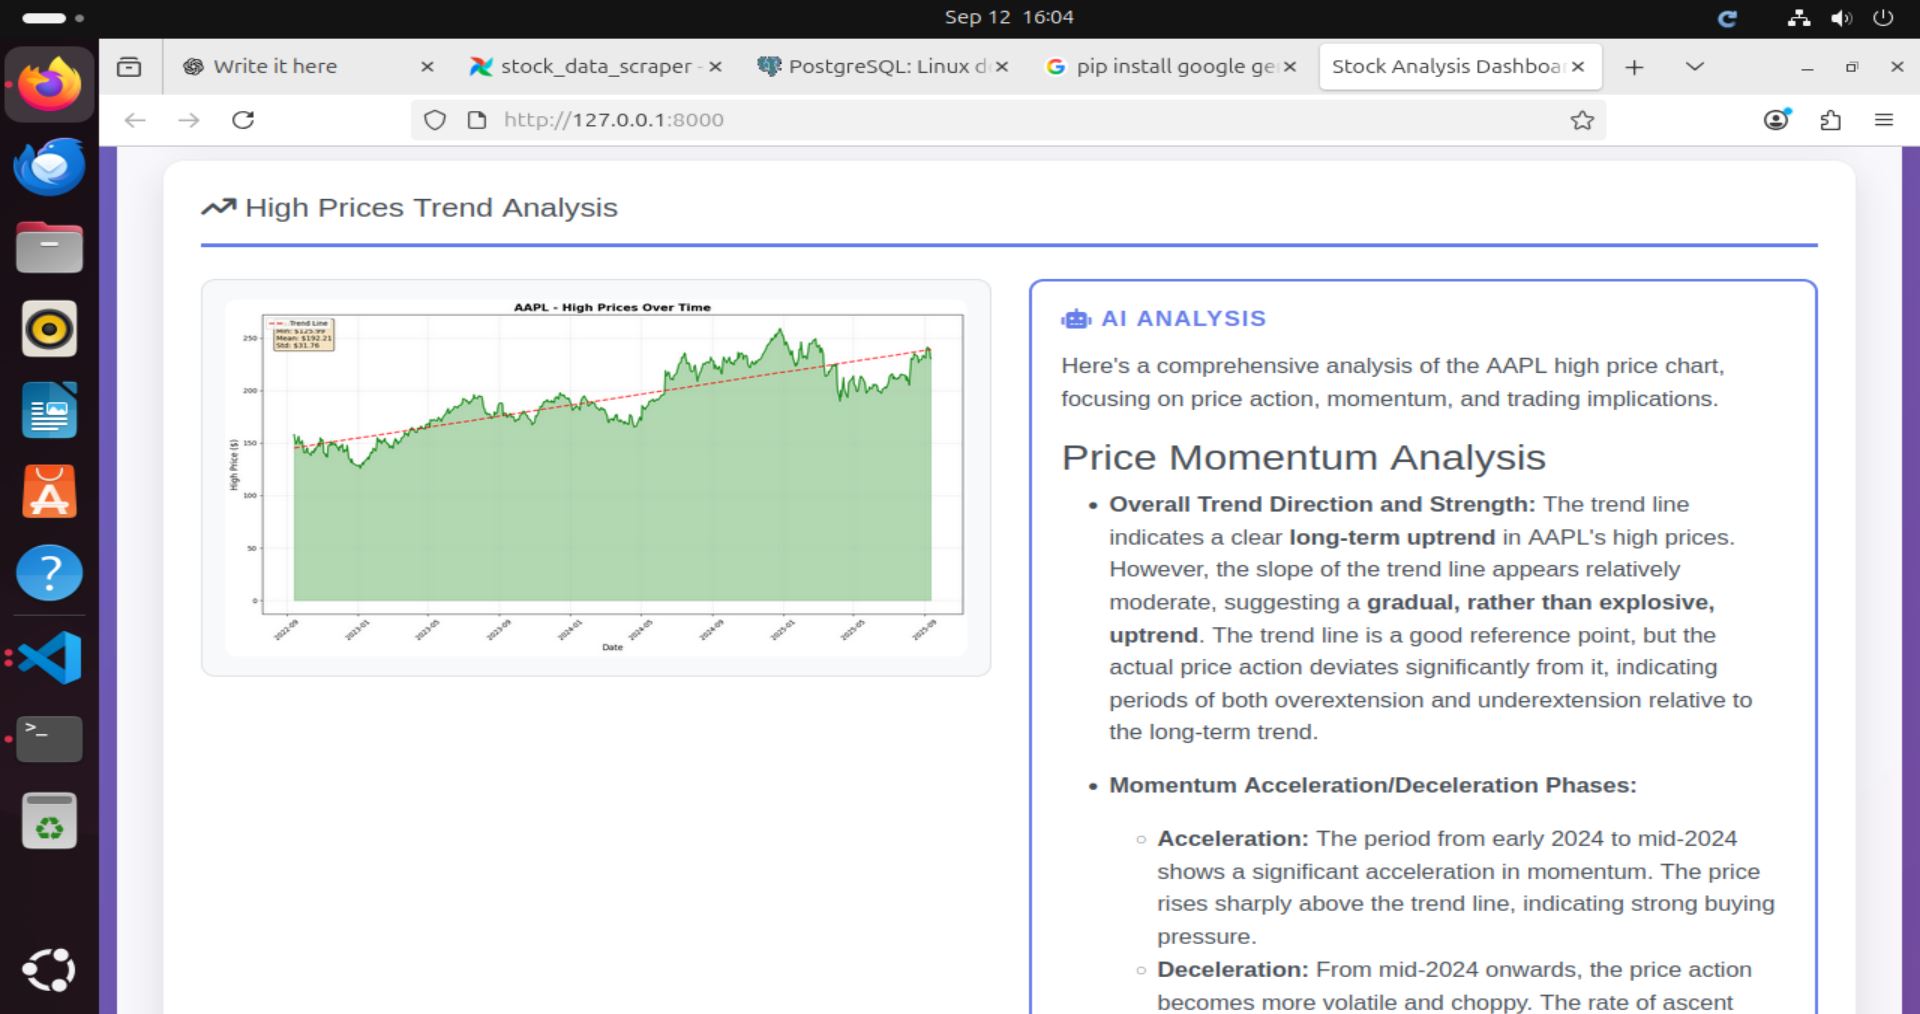 Sep 12 16:04
Write it here
stock_data_scraper -
PostgreSQL: Linux do
pip install google ge
Stock Analysis Dashboar
http://127.0.0.1:8000
High Prices Trend Analysis
AAPL - High Prices Over Time
Trend Line
Min: $125.99
Mean: $192.21
Std: $31.76
250
200
150
100
50
0
High Price ($)
2022-09
2023-01
2023-05
2023-09
2024-01
2024-05
2024-09
2025-01
2025-05
2025-09
Date
AI ANALYSIS
Here's a comprehensive analysis of the AAPL high price chart,
focusing on price action, momentum, and trading implications.
Price Momentum Analysis
• Overall Trend Direction and Strength: The trend line
indicates a clear long-term uptrend in AAPL's high prices.
However, the slope of the trend line appears relatively
moderate, suggesting a gradual, rather than explosive,
uptrend. The trend line is a good reference point, but the
actual price action deviates significantly from it, indicating
periods of both overextension and underextension relative to
the long-term trend.
• Momentum Acceleration/Deceleration Phases:
○ Acceleration: The period from early 2024 to mid-2024
shows a significant acceleration in momentum. The price
rises sharply above the trend line, indicating strong buying
pressure.
○ Deceleration: From mid-2024 onwards, the price action
becomes more volatile and choppy. The rate of ascent